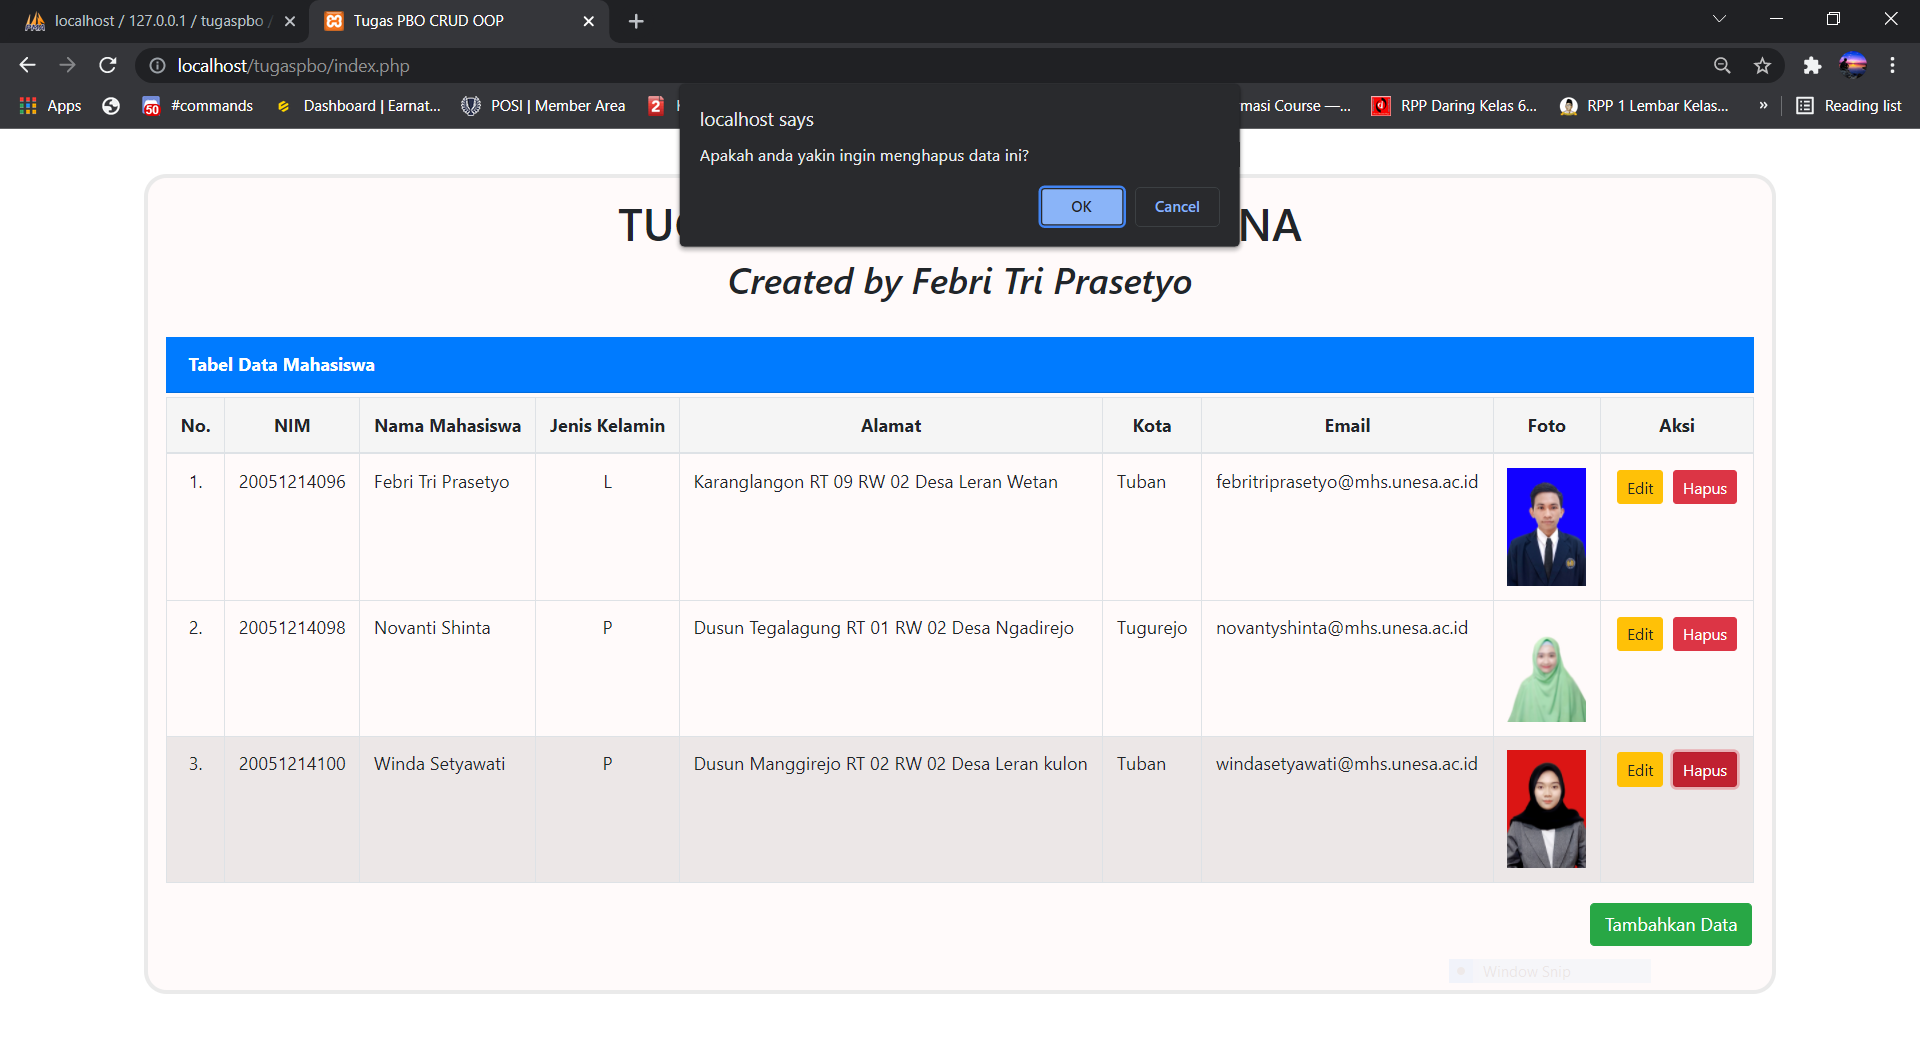 localhost / 127.0.0.1 / tugaspbo /
Tugas PBO CRUD OOP
localhost/tugaspbo/index.php
Apps
#commands
Dashboard | Earnat...
POSI | Member Area
masi Course —...
RPP Daring Kelas 6...
RPP 1 Lembar Kelas...
»
Reading list
localhost says
Apakah anda yakin ingin menghapus data ini?
OK Cancel
Created by Febri Tri Prasetyo
Tabel Data Mahasiswa
No. NIM Nama Mahasiswa Jenis Kelamin Alamat Kota Email Foto Aksi
1. 20051214096 Febri Tri Prasetyo L Karanglangon RT 09 RW 02 Desa Leran Wetan Tuban febritriprasetyo@mhs.unesa.ac.id Edit Hapus
2. 20051214098 Novanti Shinta P Dusun Tegalagung RT 01 RW 02 Desa Ngadirejo Tugurejo novantyshinta@mhs.unesa.ac.id Edit Hapus
3. 20051214100 Winda Setyawati P Dusun Manggirejo RT 02 RW 02 Desa Leran kulon Tuban windasetyawati@mhs.unesa.ac.id Edit Hapus
Tambahkan Data
Window Snip